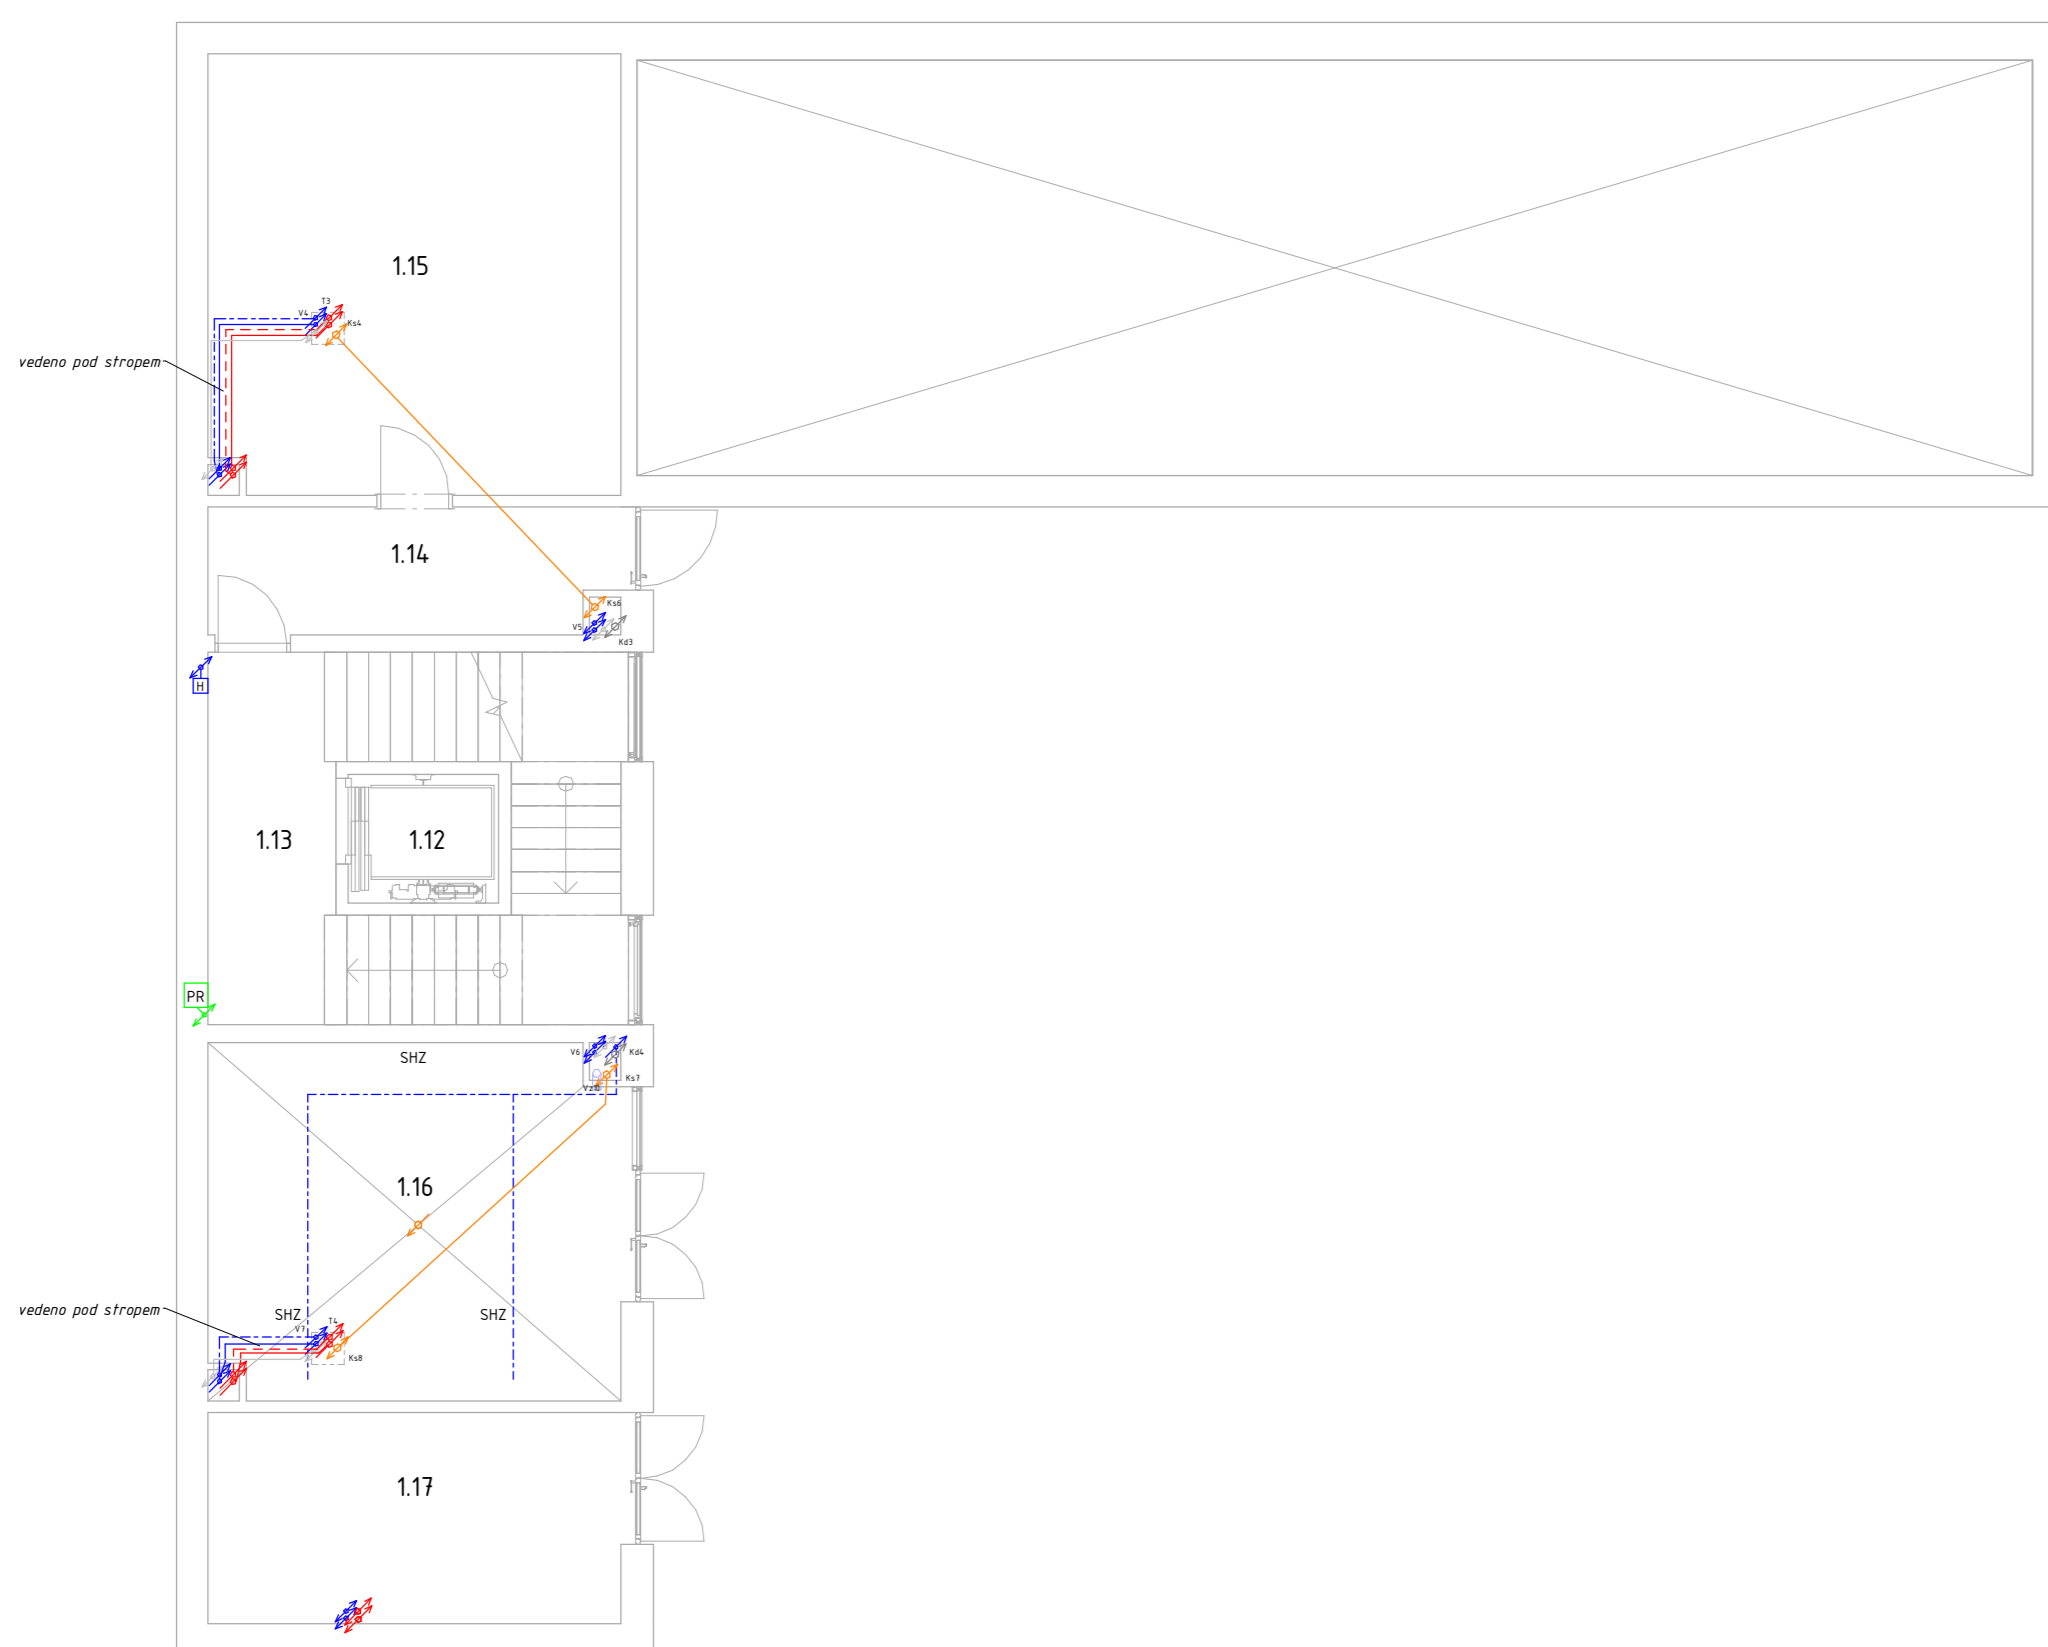 1.15
T3
V4
Ks4
vedeno pod stropem
1.14
Ks6
V5
Kd3
H
1.13
1.12
PR
SHZ
V6
Kd4
Ks7
1.16
vedeno pod stropem
SHZ
SHZ
V7
T4
Ks8
1.17